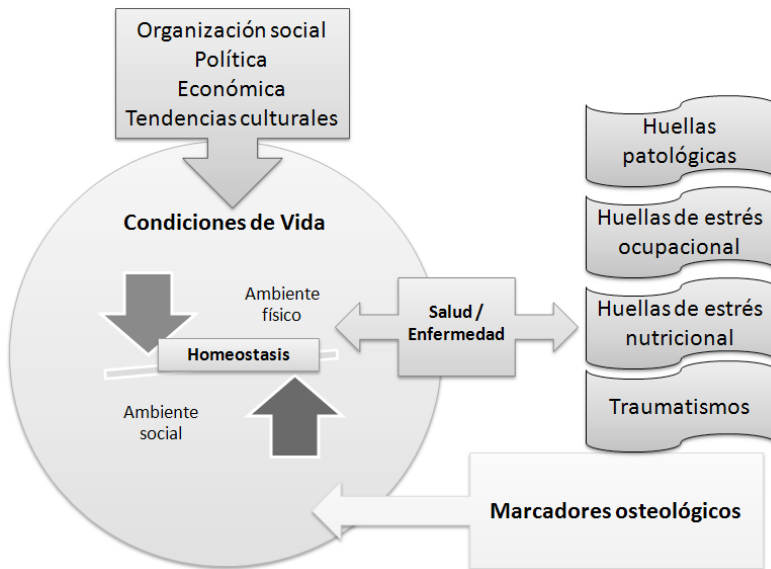 Organización social
Política
Económica
Tendencias culturales
Condiciones de Vida
Ambiente
físico
Homeostasis
Ambiente
social
Salud /
Enfermedad
Huellas
patológicas
Huellas de estrés
ocupacional
Huellas de estrés
nutricional
Traumatismos
Marcadores osteológicos